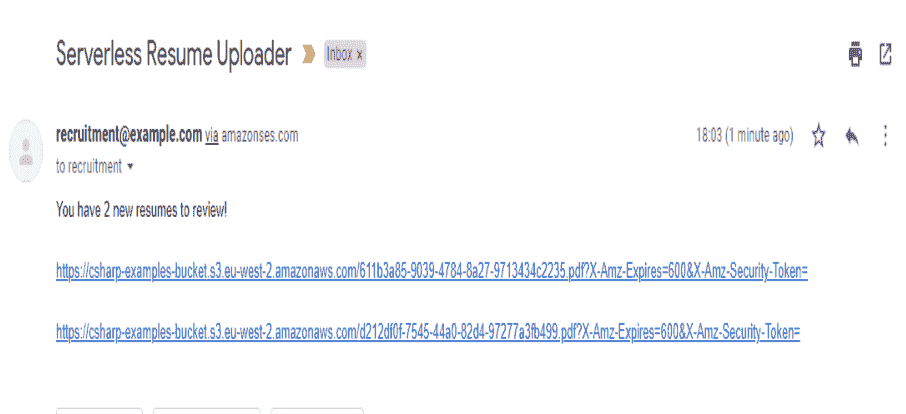 Serverless Resume Uploader Inbox ×
recruitment@example.com via amazonses.com 18:03 (1 minute ago)
to recruitment
You have 2 new resumes to review!
https://csharp-examples-bucket.s3.eu-west-2.amazonaws.com/611b3a85-9039-4784-8a27-9713434c2235.pdf?X-Amz-Expires=600&X-Amz-Security-Token=
https://csharp-examples-bucket.s3.eu-west-2.amazonaws.com/d212df0f-7545-44a0-82d4-97277a3fb499.pdf?X-Amz-Expires=600&X-Amz-Security-Token=